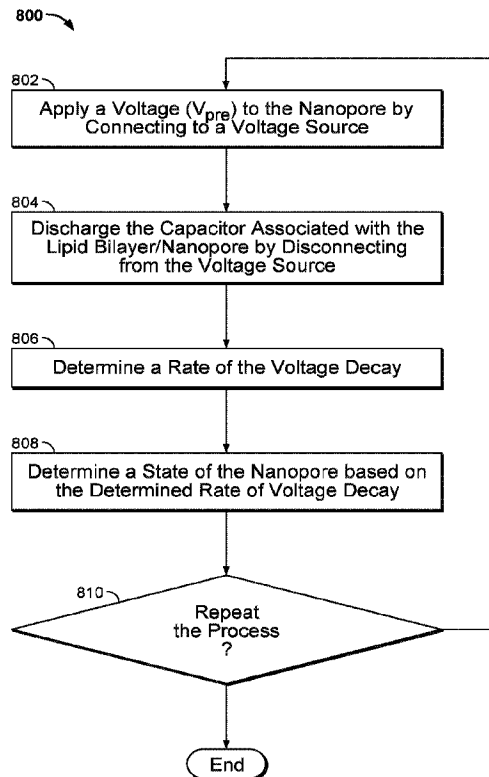 800
802
Apply a Voltage (Vpre) to the Nanopore by
Connecting to a Voltage Source
804
Discharge the Capacitor Associated with the
Lipid Bilayer/Nanopore by Disconnecting
from the Voltage Source
806
Determine a Rate of the Voltage Decay
808
Determine a State of the Nanopore based on
the Determined Rate of Voltage Decay
810
Repeat
the Process
?
End